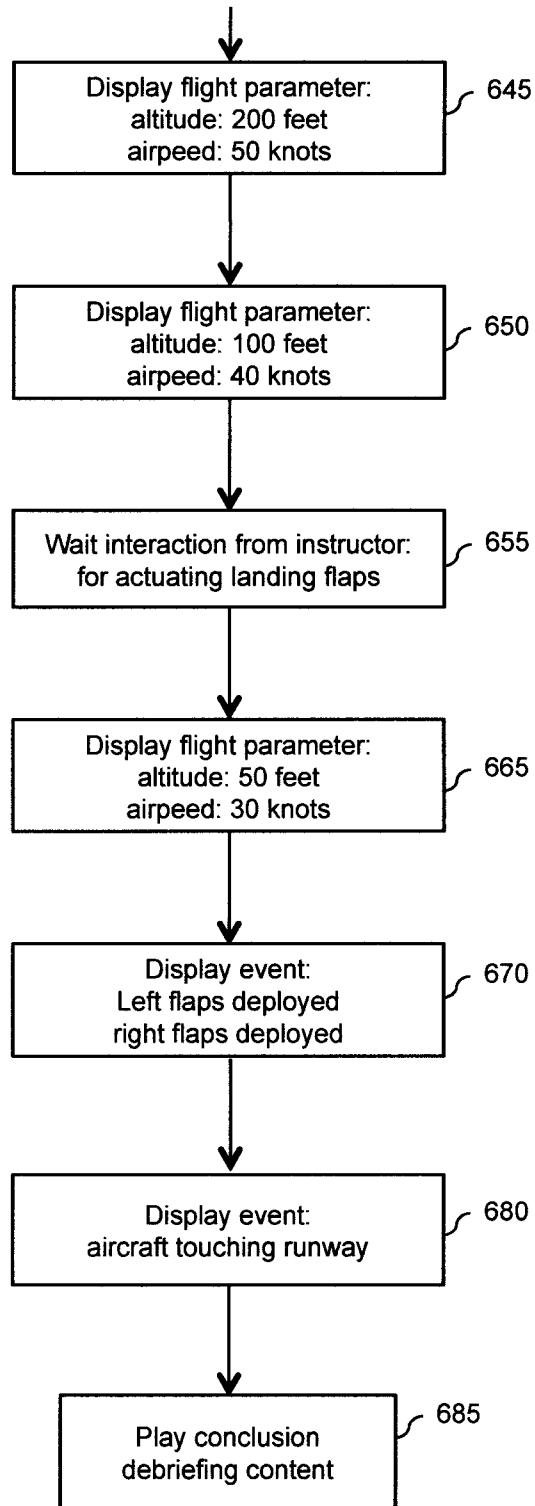 Display flight parameter:
altitude: 200 feet
airpeed: 50 knots
645
Display flight parameter:
altitude: 100 feet
airpeed: 40 knots
650
Wait interaction from instructor:
for actuating landing flaps
655
Display flight parameter:
altitude: 50 feet
airpeed: 30 knots
665
Display event:
Left flaps deployed
right flaps deployed
670
Display event:
aircraft touching runway
680
Play conclusion
debriefing content
685